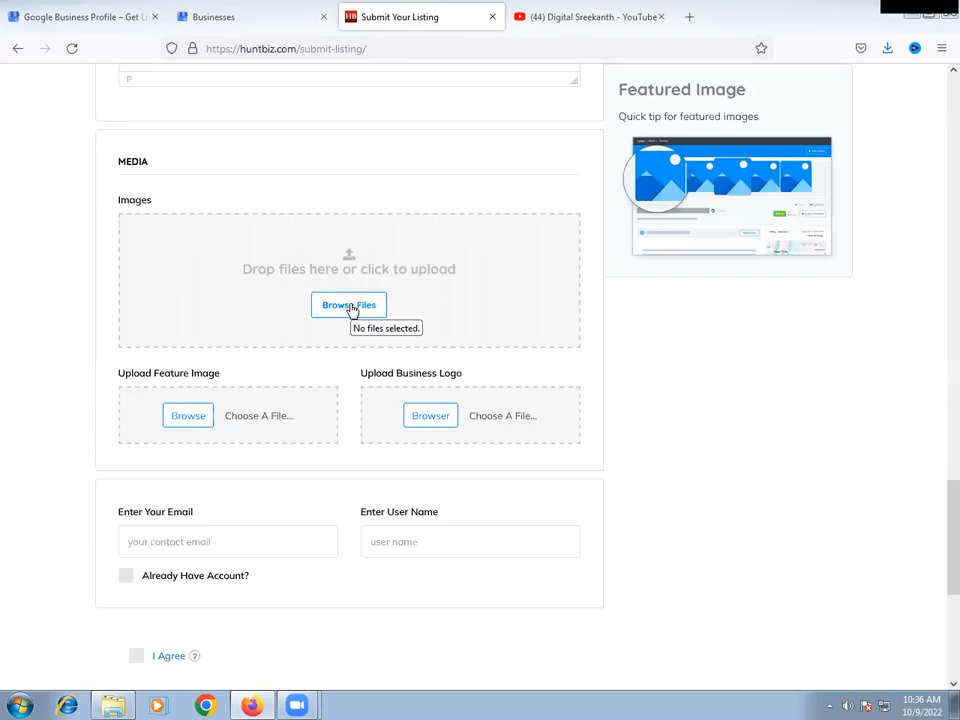 Google Business Profile – Get Li
Businesses
Submit Your Listing
(44) Digital Sreekanth - YouTube
https://huntbiz.com/submit-listing/
P
Featured Image
Quick tip for featured images
MEDIA
Images
Drop files here or click to upload
Browse Files
No files selected.
Upload Feature Image
Upload Business Logo
Browse
Choose A File...
Browser
Choose A File...
Enter Your Email
Enter User Name
your contact email
user name
Already Have Account?
I Agree ?
10:36 AM
10/9/2022